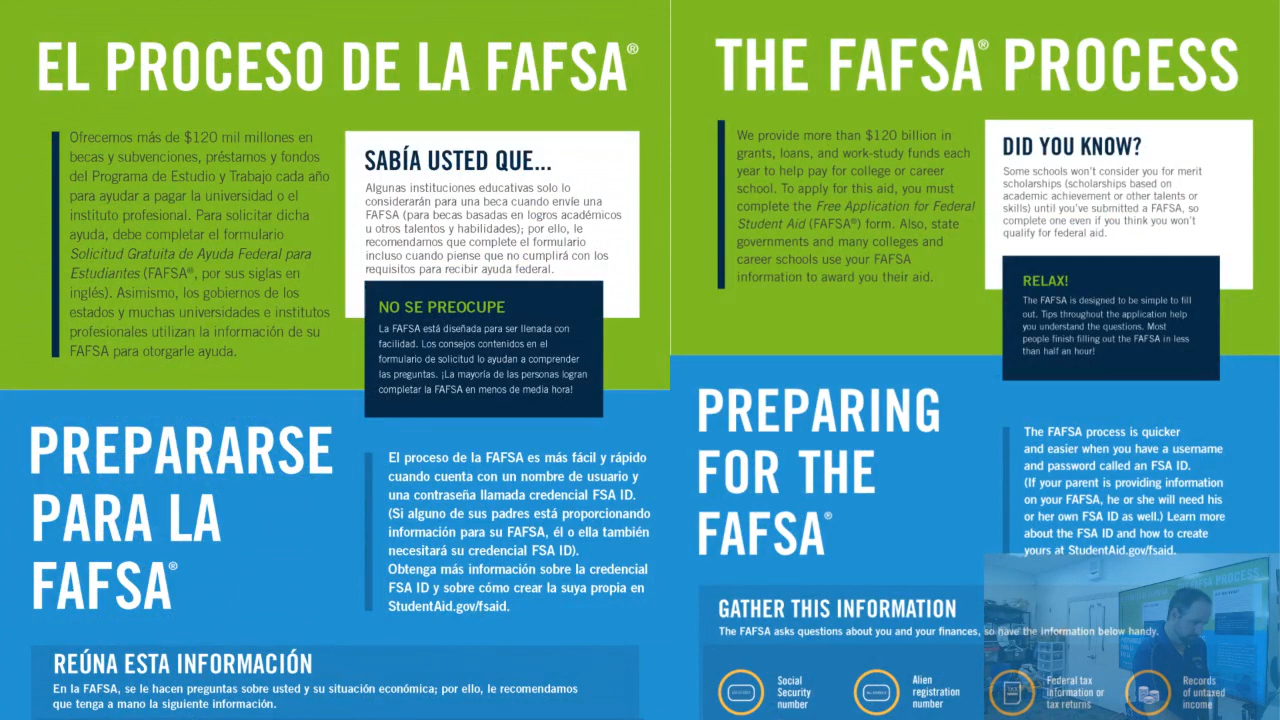 EL PROCESO DE LA FAFSA®
Ofrecemos más de $120 mil millones en
becas y subvenciones, préstamos y fondos
del Programa de Estudio y Trabajo cada año
para ayudar a pagar la universidad o el
instituto profesional. Para solicitar dicha
ayuda, debe completar el formulario
Solicitud Gratuita de Ayuda Federal para
Estudiantes (FAFSA®, por sus siglas en
inglés). Asimismo, los gobiernos de los
estados y muchas universidades e institutos
profesionales utilizan la información de su
FAFSA para otorgarle ayuda.
SABÍA USTED QUE...
Algunas instituciones educativas solo lo
considerarán para una beca cuando envíe una
FAFSA (para becas basadas en logros académicos
u otros talentos y habilidades); por ello, le
recomendamos que complete el formulario
incluso cuando piense que no cumplirá con los
requisitos para recibir ayuda federal.
NO SE PREOCUPE
La FAFSA está diseñada para ser llenada con
facilidad. Los consejos contenidos en el
formulario de solicitud lo ayudan a comprender
las preguntas. ¡La mayoría de las personas logran
completar la FAFSA en menos de media hora!
PREPARARSE
PARA LA
FAFSA®
El proceso de la FAFSA es más fácil y rápido
cuando cuenta con un nombre de usuario y
una contraseña llamada credencial FSA ID.
(Si alguno de sus padres está proporcionando
información para su FAFSA, él o ella también
necesitará su credencial FSA ID).
Obtenga más información sobre la credencial
FSA ID y sobre cómo crear la suya propia en
StudentAid.gov/fsaid.
REÚNA ESTA INFORMACIÓN
En la FAFSA, se le hacen preguntas sobre usted y su situación económica; por ello, le recomendamos
que tenga a mano la siguiente información.
THE FAFSA® PROCESS
We provide more than $120 billion in
grants, loans, and work-study funds each
year to help pay for college or career
school. To apply for this aid, you must
complete the Free Application for Federal
Student Aid (FAFSA®) form. Also, state
governments and many colleges and
career schools use your FAFSA
information to award you their aid.
DID YOU KNOW?
Some schools won't consider you for merit
scholarships (scholarships based on
academic achievement or other talents or
skills) until you've submitted a FAFSA, so
complete one even if you think you won't
qualify for federal aid.
RELAX!
The FAFSA is designed to be simple to fill
out. Tips throughout the application help
you understand the questions. Most
people finish filling out the FAFSA in less
than half an hour!
PREPARING
FOR THE
FAFSA®
The FAFSA process is quicker
and easier when you have a username
and password called an FSA ID.
(If your parent is providing information
on your FAFSA, he or she will need his
or her own FSA ID as well.) Learn more
about the FSA ID and how to create
yours at StudentAid.gov/fsaid.
GATHER THIS INFORMATION
The FAFSA asks questions about you and your finances, so have the information below handy.
Social
Security
number
Alien
registration
number
Federal tax
information or
tax returns
Records
of untaxed
income